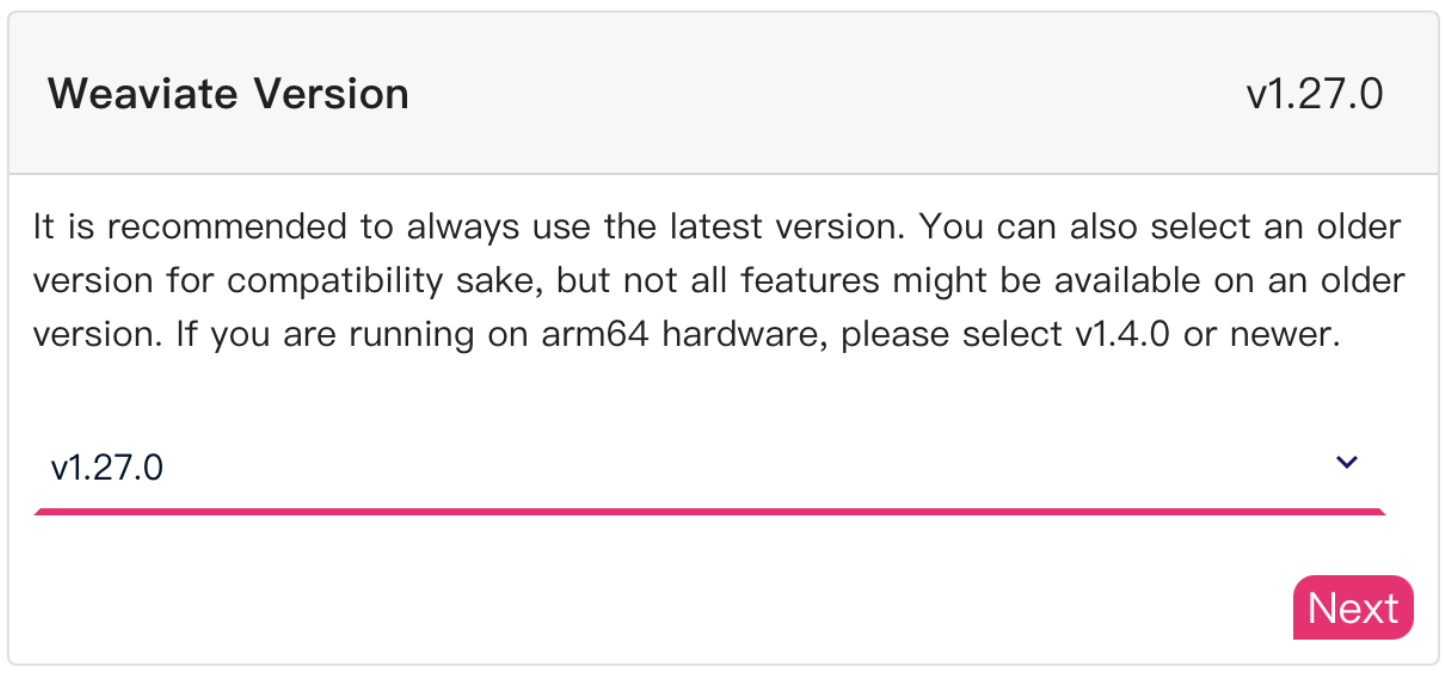 Weaviate Version
v1.27.0
It is recommended to always use the latest version. You can also select an older
version for compatibility sake, but not all features might be available on an older
version. If you are running on arm64 hardware, please select v1.4.0 or newer.
v1.27.0
Next